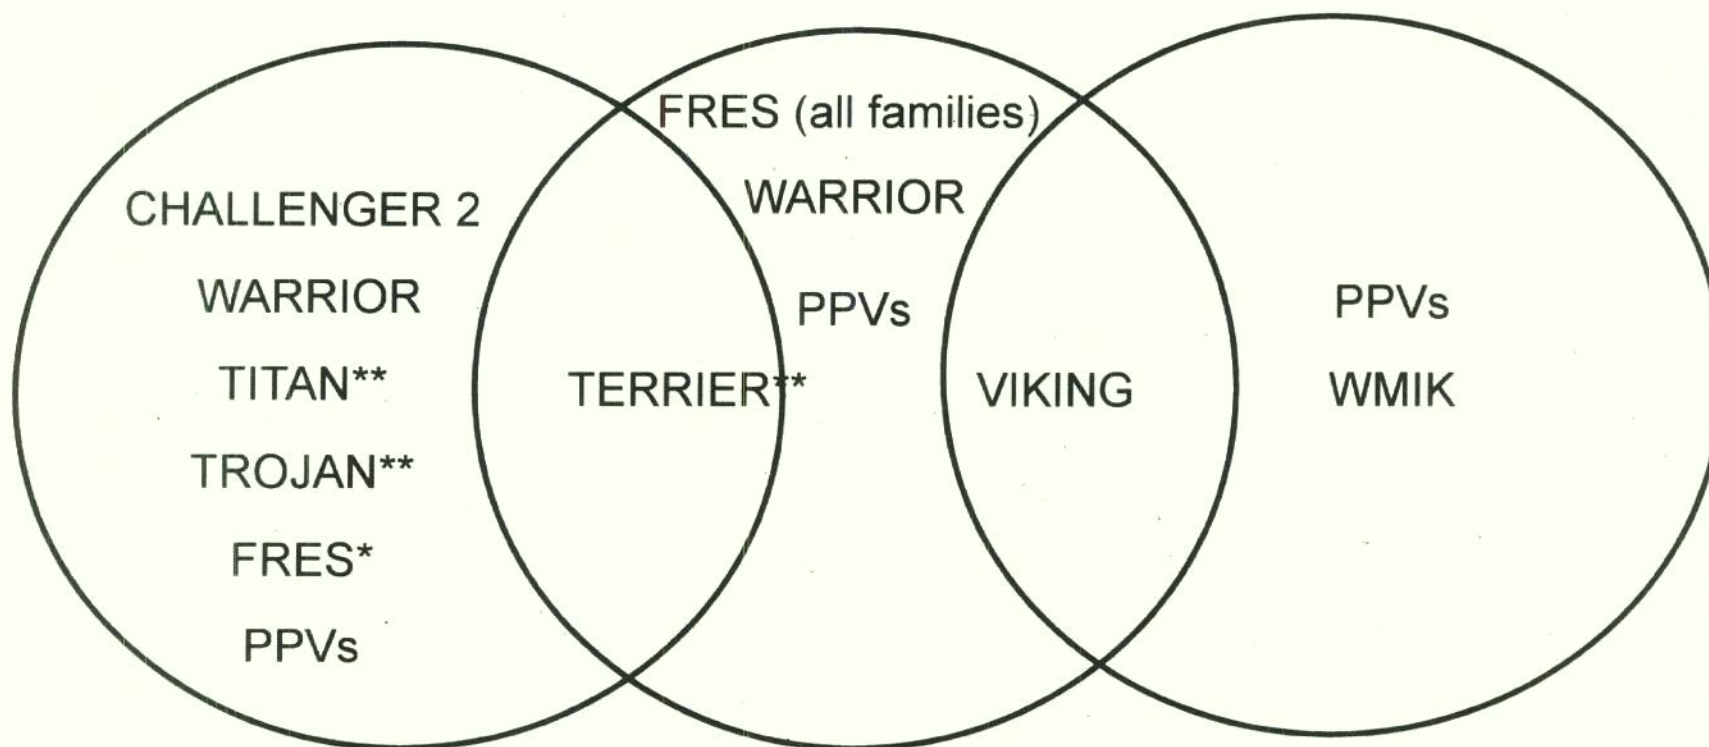 CHALLENGER 2
WARRIOR
TITAN**
TROJAN**
FRES*
PPVs
TERRIER**
FRES (all families)
WARRIOR
PPVs
VIKING
PPVs
WMIK